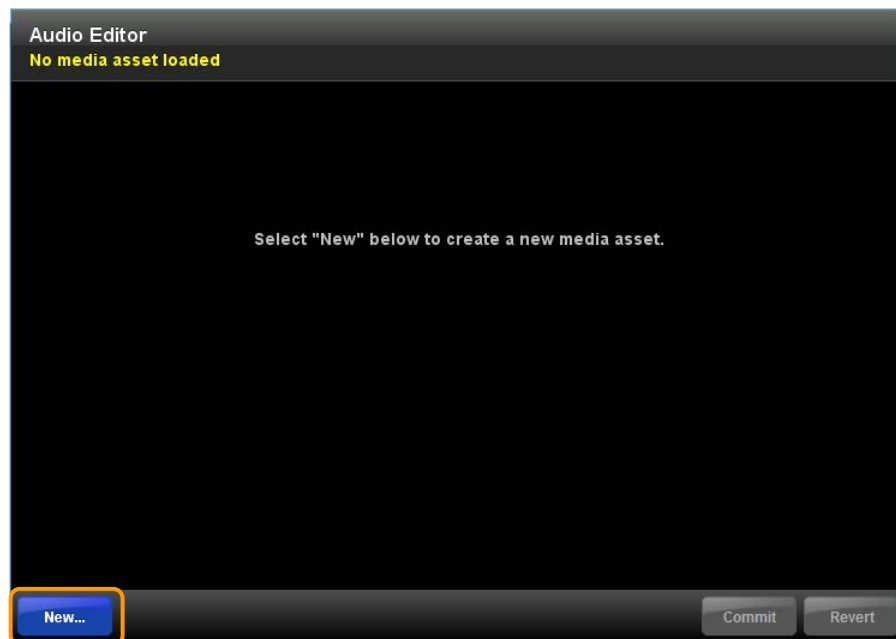 Audio Editor
No media asset loaded
Select "New" below to create a new media asset.
New...
Commit
Revert